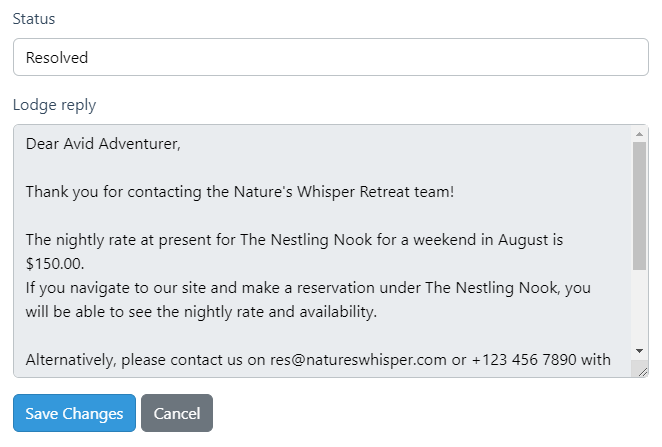 Status
Resolved
Lodge reply
Dear Avid Adventurer,
Thank you for contacting the Nature's Whisper Retreat team!
The nightly rate at present for The Nestling Nook for a weekend in August is
$150.00.
If you navigate to our site and make a reservation under The Nestling Nook, you
will be able to see the nightly rate and availability.
Alternatively, please contact us on res@natureswhisper.com or +123 456 7890 with
Save Changes Cancel